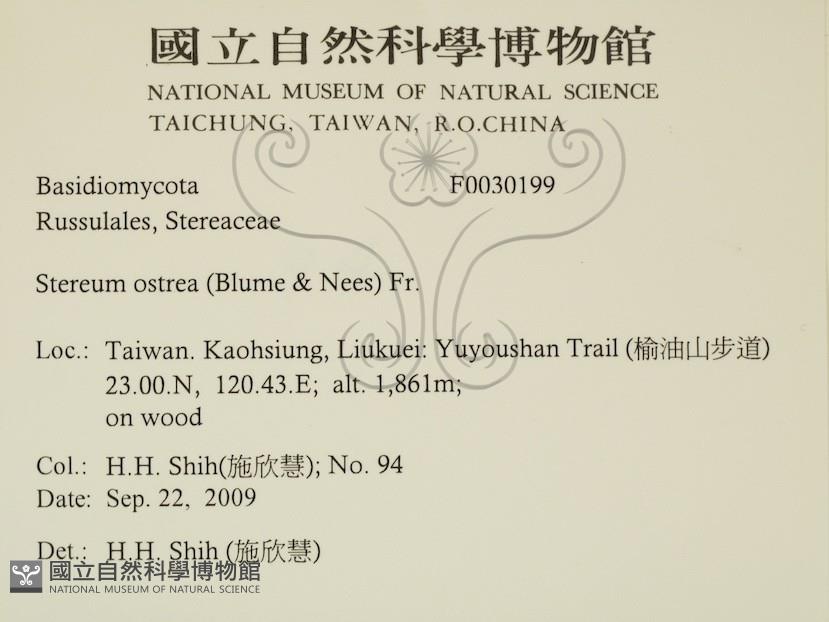 國立自然科學博物館
NATIONAL MUSEUM OF NATURAL SCIENCE
TAICHUNG, TAIWAN, R.O.CHINA
Basidiomycota F0030199
Russulales, Stereaceae
Stereum ostrea (Blume & Nees) Fr.
Loc.: Taiwan. Kaohsiung, Liukuei: Yuyoushan Trail (榆油山步道)
23.00.N, 120.43.E; alt. 1,861m;
on wood
Col.: H.H. Shih(施欣慧); No. 94
Date: Sep. 22, 2009
Det.: H.H. Shih (施欣慧)
國立自然科學博物館
NATIONAL MUSEUM OF NATURAL SCIENCE